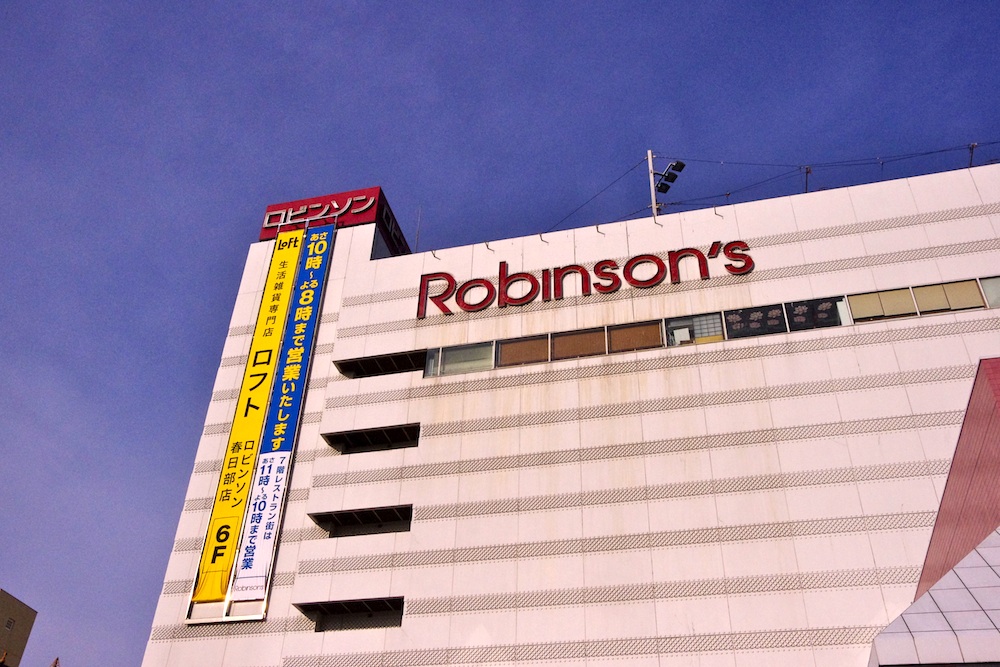 ロビンソン
Robinson's
LoFt
生活雑貨専門店
ロフト
ロビンソン
春日部店
6F
あさ10時〜よる8時まで営業いたします
7階レストラン街は
あさ11時〜よる10時まで営業
Robinson's